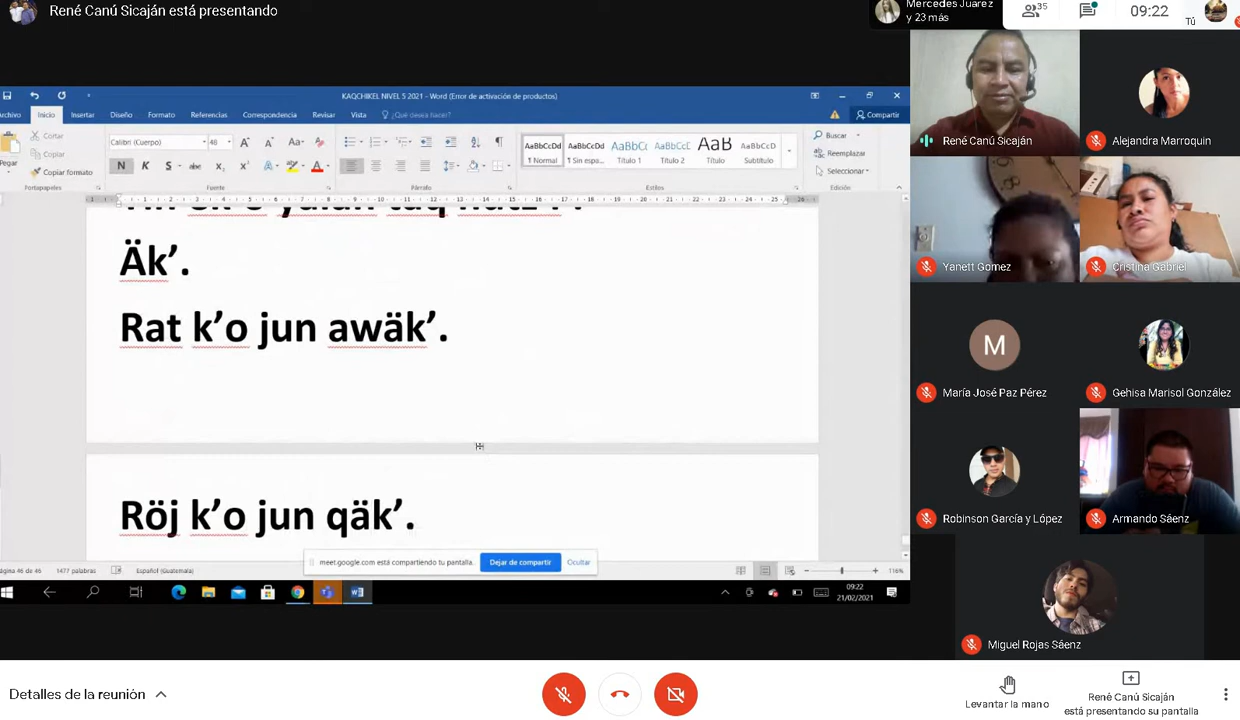 René Canú Sicaján está presentando
Mercedes Juarez
y 23 más
35
09:22
Tú
KAQCHIKEL NIVEL 5 2021 - Word (Error de activación de productos)
Archivo Inicio Insertar Diseño Formato Referencias Correspondencia Revisar Vista ¿Qué desea hacer? Compartir
Cortar
Copiar
Copiar formato
Pegar
Portapapeles
Calibri (Cuerpo) 48
N K S abc
Fuente
Párrafo
AaBbCcDd AaBbCcDd AaBbCc AaBbCcC AaB AaBbCcD
1 Normal 1 Sin espa... Título 1 Título 2 Título Subtítulo
Estilos
Buscar
Reemplazar
Seleccionar
Edición
Äk’.
Rat k’o jun awäk’.
Röj k’o jun qäk’.
meet.google.com está compartiendo tu pantalla. Dejar de compartir Ocultar
Página 46 de 46 1477 palabras Español (Guatemala) 116%
09:22
21/02/2021
René Canú Sicaján
Alejandra Marroquin
Yanett Gomez
Cristina Gabriel
M
María José Paz Pérez
Gehisa Marisol González
Robinson García y López
Armando Sáenz
Miguel Rojas Sáenz
Detalles de la reunión
Levantar la mano
René Canú Sicaján
está presentando su pantalla